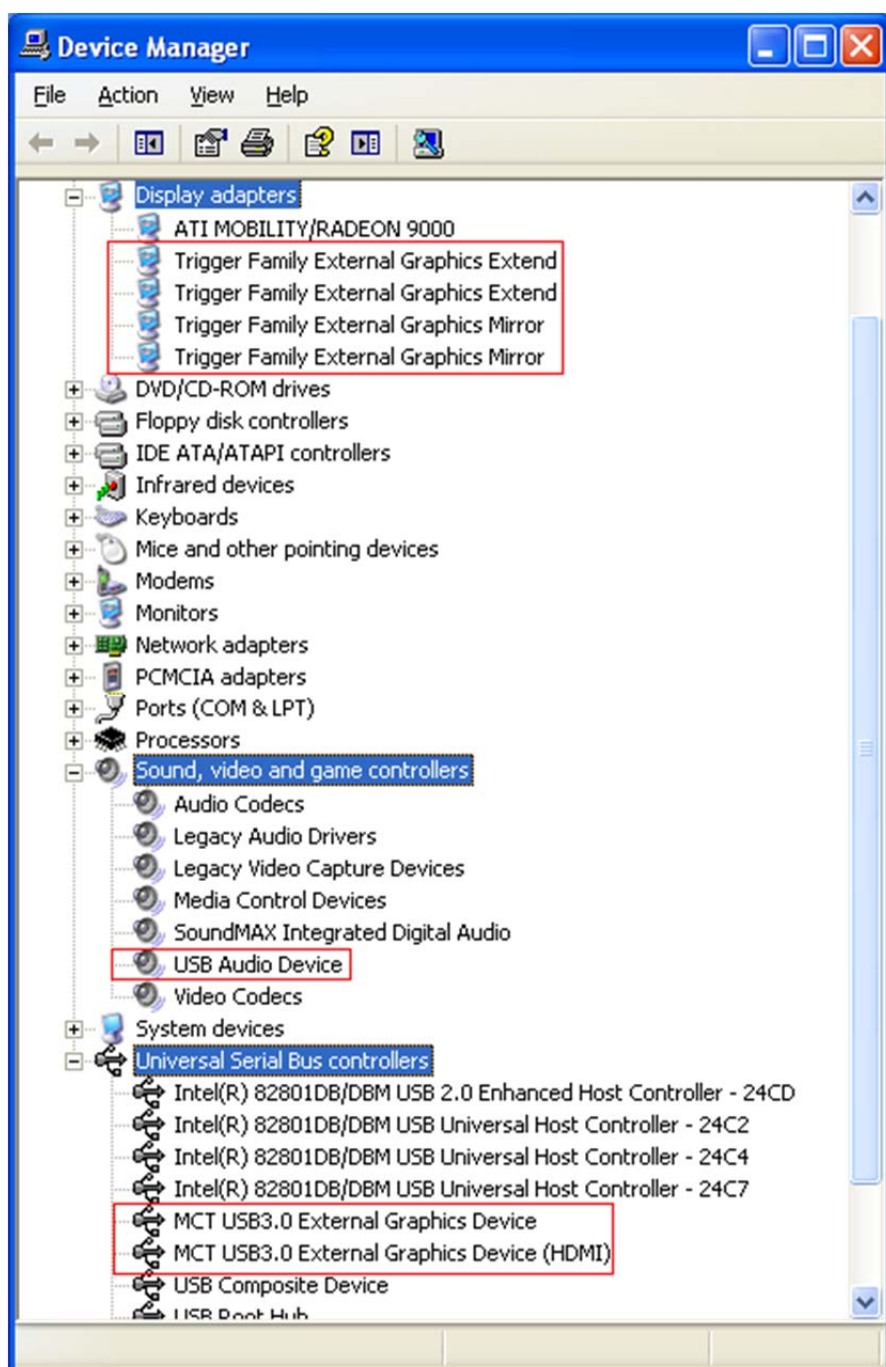 Device Manager
File Action View Help
Display adapters
ATI MOBILITY/RADEON 9000
Trigger Family External Graphics Extend
Trigger Family External Graphics Extend
Trigger Family External Graphics Mirror
Trigger Family External Graphics Mirror
DVD/CD-ROM drives
Floppy disk controllers
IDE ATA/ATAPI controllers
Infrared devices
Keyboards
Mice and other pointing devices
Modems
Monitors
Network adapters
PCMCIA adapters
Ports (COM & LPT)
Processors
Sound, video and game controllers
Audio Codecs
Legacy Audio Drivers
Legacy Video Capture Devices
Media Control Devices
SoundMAX Integrated Digital Audio
USB Audio Device
Video Codecs
System devices
Universal Serial Bus controllers
Intel(R) 82801DB/DBM USB 2.0 Enhanced Host Controller - 24CD
Intel(R) 82801DB/DBM USB Universal Host Controller - 24C2
Intel(R) 82801DB/DBM USB Universal Host Controller - 24C4
Intel(R) 82801DB/DBM USB Universal Host Controller - 24C7
MCT USB3.0 External Graphics Device
MCT USB3.0 External Graphics Device (HDMI)
USB Composite Device
USB Root Hub